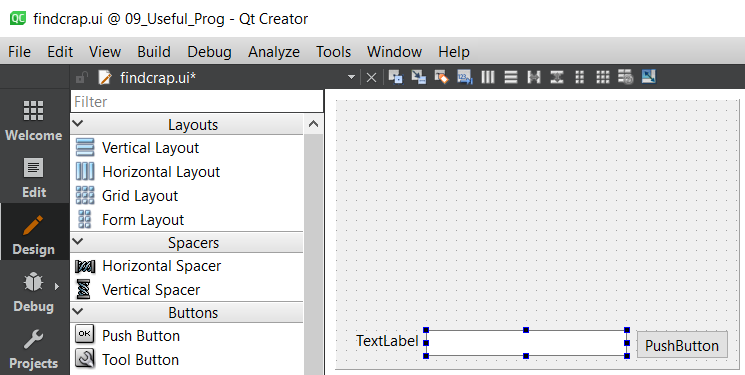 QC findcrap.ui @ 09_Useful_Prog - Qt Creator
File Edit View Build Debug Analyze Tools Window Help
findcrap.ui*
Filter
Welcome
Edit
Design
Debug
Projects
Layouts
Vertical Layout
Horizontal Layout
Grid Layout
Form Layout
Spacers
Horizontal Spacer
Vertical Spacer
Buttons
OK Push Button
Tool Button
TextLabel PushButton